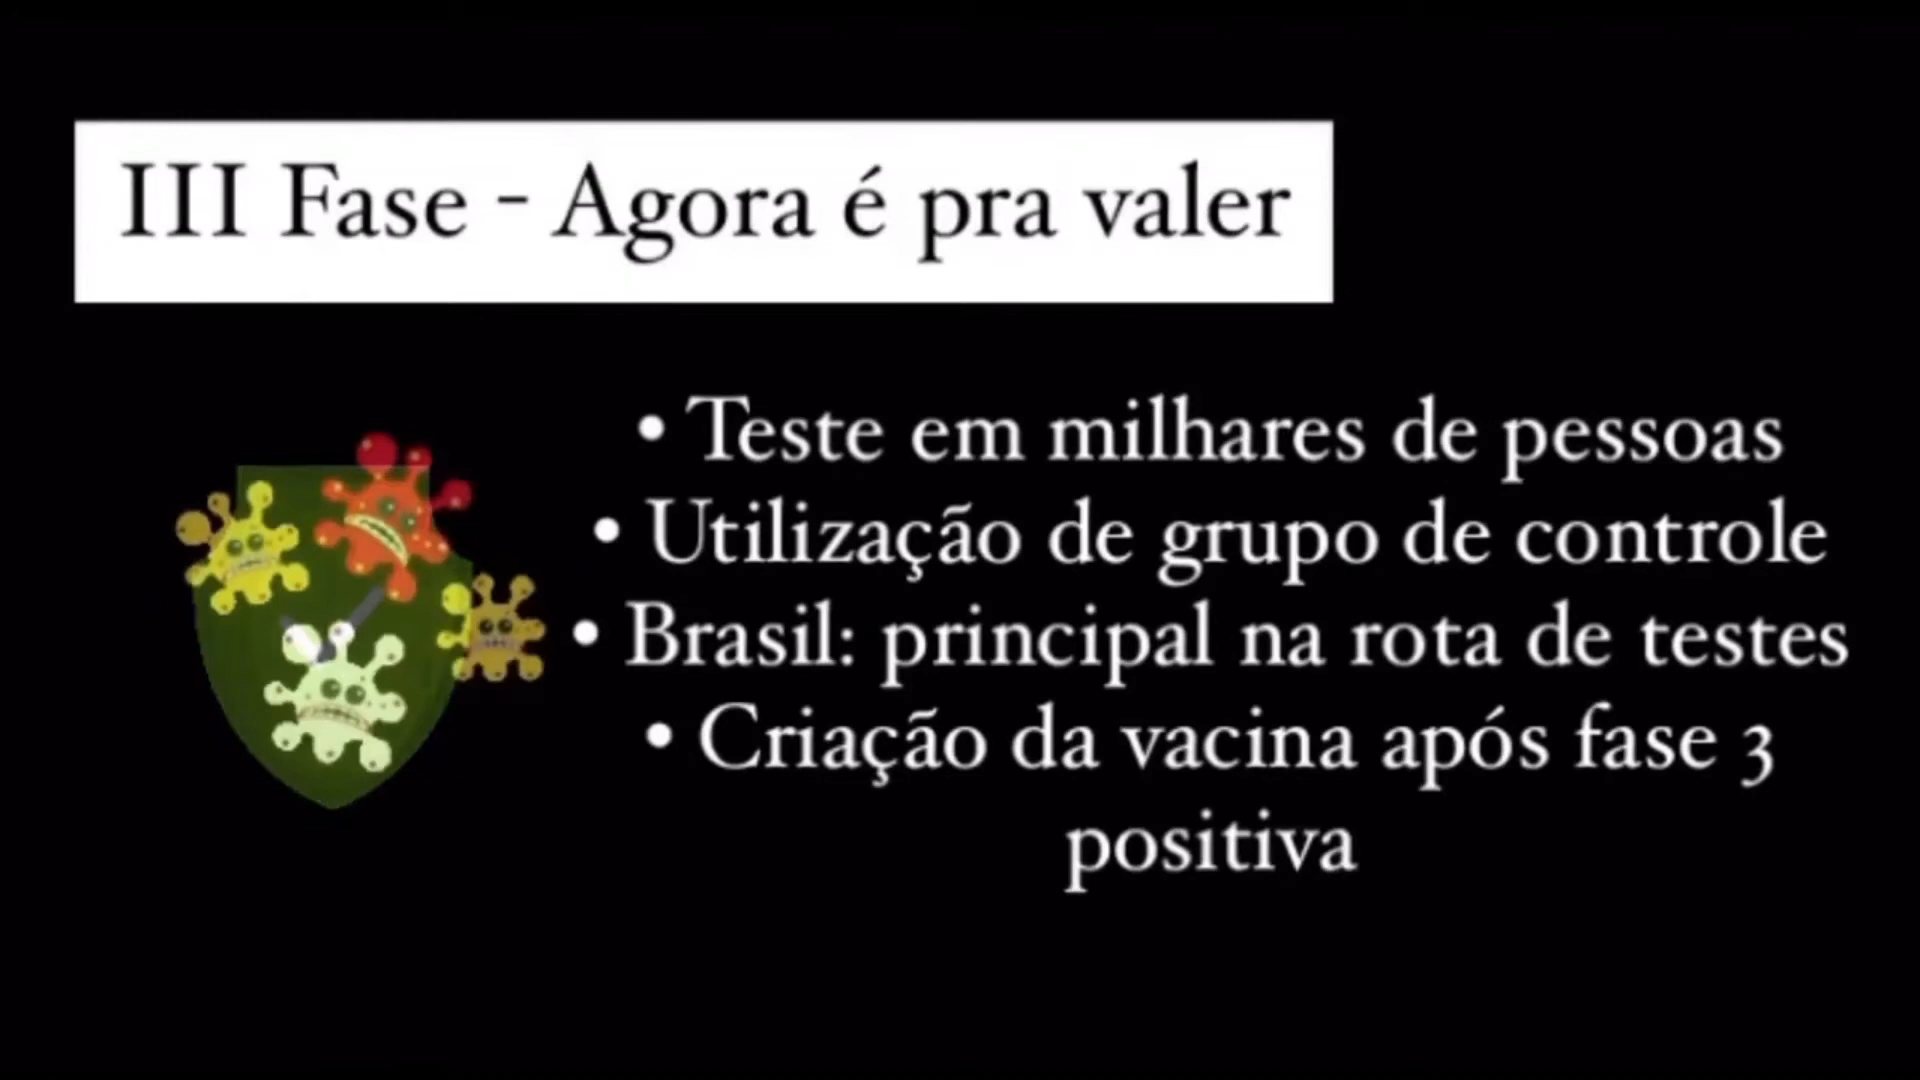 III Fase - Agora é pra valer
• Teste em milhares de pessoas
• Utilização de grupo de controle
• Brasil: principal na rota de testes
• Criação da vacina após fase 3
positiva